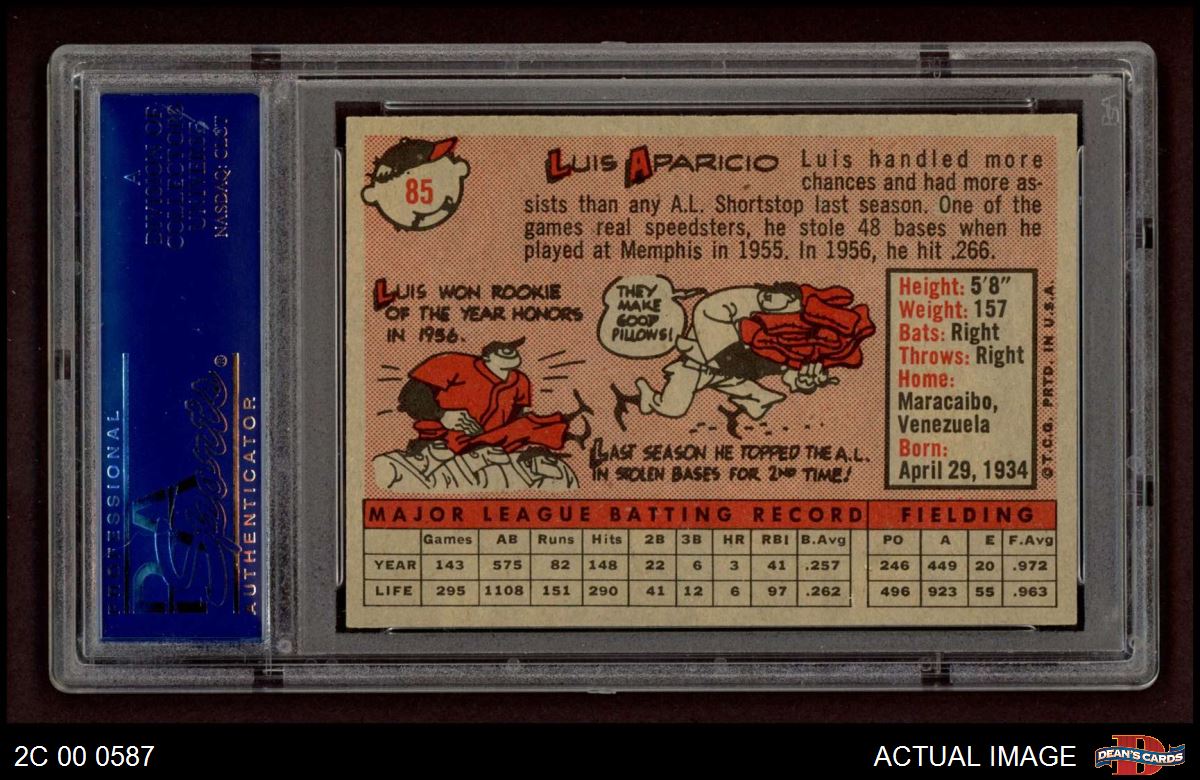 A
DIVISION OF
COLLECTORS
UNIVERSE
NASDAQ: CLCT
PROFESSIONAL
PSA
Sports
AUTHENTICATOR
85
LUIS APARICIO
Luis handled more
chances and had more as-
sists than any A.L. Shortstop last season. One of the
games real speedsters, he stole 48 bases when he
played at Memphis in 1955. In 1956, he hit .266.
LUIS WON ROOKIE
OF THE YEAR HONORS
IN 1956.
THEY
MAKE
GOOD
PILLOWS!
LAST SEASON HE TOPPED THE A.L.
IN STOLEN BASES FOR 2ND TIME!
Height: 5'8"
Weight: 157
Bats: Right
Throws: Right
Home:
Maracaibo,
Venezuela
Born:
April 29, 1934
© T.C.G. PRTD. IN U.S.A.
MAJOR LEAGUE BATTING RECORD FIELDING
Games AB Runs Hits 2B 3B HR RBI B.Avg PO A E F.Avg
YEAR 143 575 82 148 22 6 3 41 .257 246 449 20 .972
LIFE 295 1108 151 290 41 12 6 97 .262 496 923 55 .963
2C 00 0587
ACTUAL IMAGE
D
DEAN'S CARDS